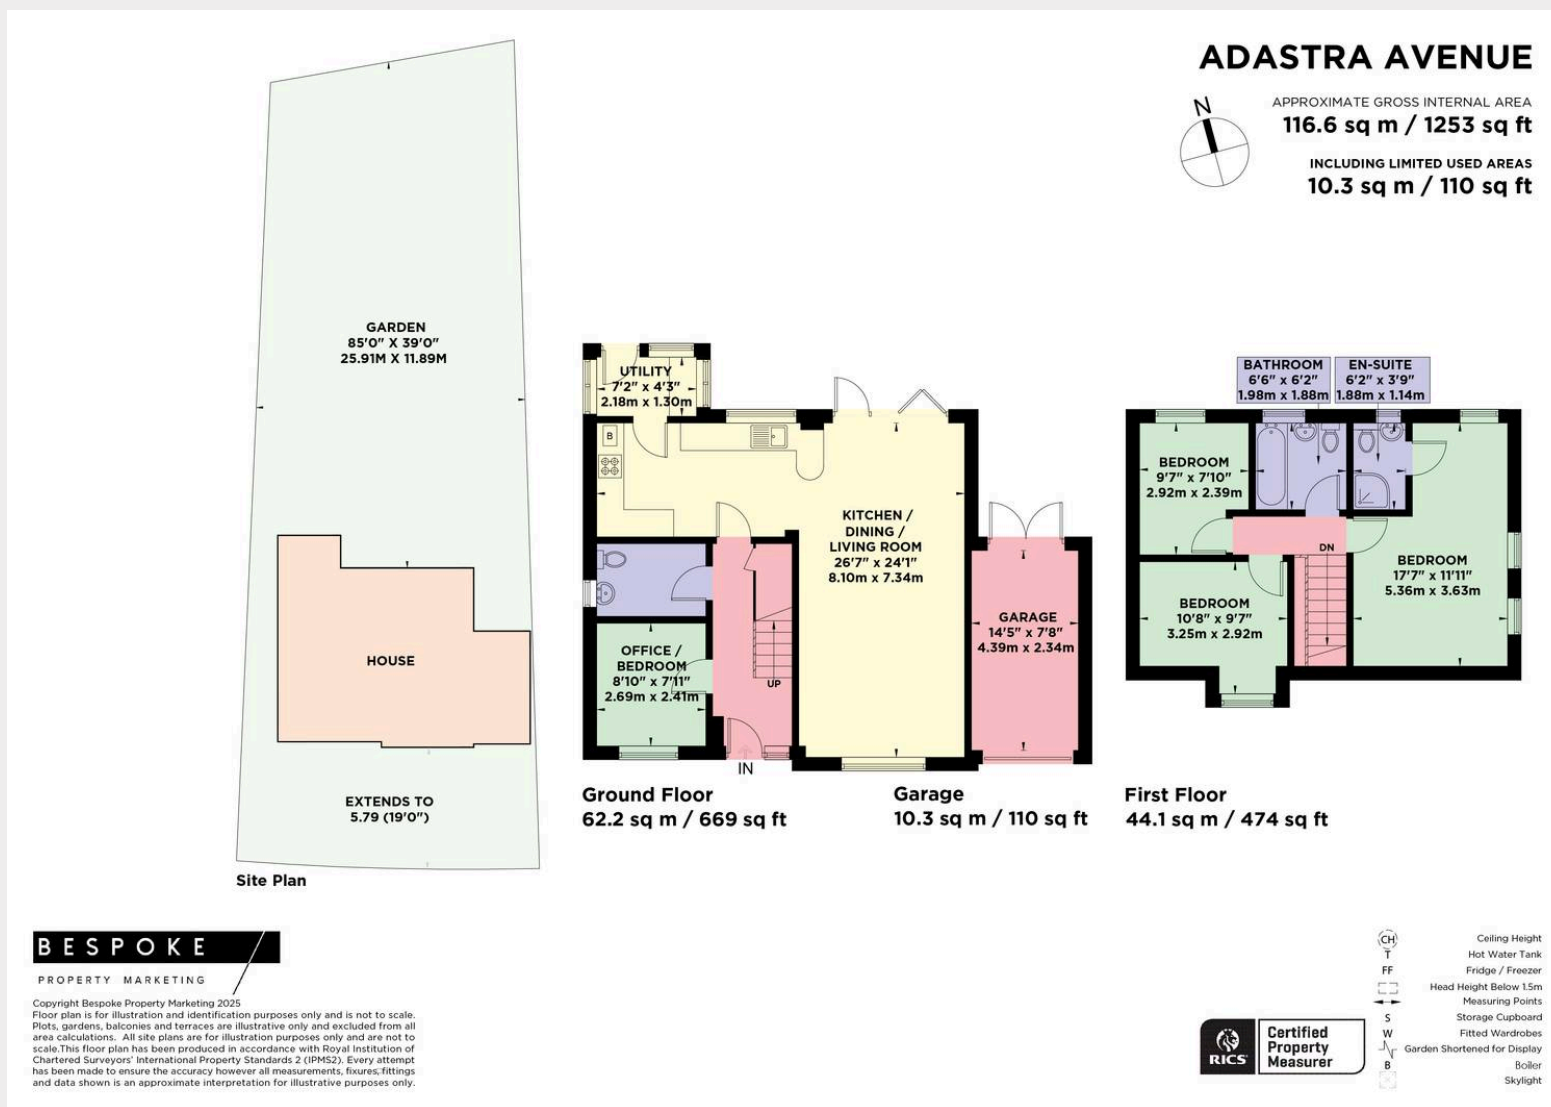 ADASTRA AVENUE
N
APPROXIMATE GROSS INTERNAL AREA
116.6 sq m / 1253 sq ft
INCLUDING LIMITED USED AREAS
10.3 sq m / 110 sq ft
GARDEN
85'0" X 39'0"
25.91M X 11.89M
HOUSE
EXTENDS TO
5.79 (19'0")
Site Plan
UTILITY
7'2" x 4'3"
2.18m x 1.30m
B
KITCHEN /
DINING /
LIVING ROOM
26'7" x 24'1"
8.10m x 7.34m
OFFICE /
BEDROOM
8'10" x 7'11"
2.69m x 2.41m
UP
IN
GARAGE
14'5" x 7'8"
4.39m x 2.34m
Ground Floor
62.2 sq m / 669 sq ft
Garage
10.3 sq m / 110 sq ft
BATHROOM
6'6" x 6'2"
1.98m x 1.88m
EN-SUITE
6'2" x 3'9"
1.88m x 1.14m
BEDROOM
9'7" x 7'10"
2.92m x 2.39m
DN
BEDROOM
17'7" x 11'11"
5.36m x 3.63m
BEDROOM
10'8" x 9'7"
3.25m x 2.92m
First Floor
44.1 sq m / 474 sq ft
BESPOKE
PROPERTY MARKETING
Copyright Bespoke Property Marketing 2025
Floor plan is for illustration and identification purposes only and is not to scale.
Plots, gardens, balconies and terraces are illustrative only and excluded from all
area calculations. All site plans are for illustration purposes only and are not to
scale.This floor plan has been produced in accordance with Royal Institution of
Chartered Surveyors' International Property Standards 2 (IPMS2). Every attempt
has been made to ensure the accuracy however all measurements, fixures, fittings
and data shown is an approximate interpretation for illustrative purposes only.
RICS
Certified
Property
Measurer
CH Ceiling Height
T Hot Water Tank
FF Fridge / Freezer
Head Height Below 1.5m
Measuring Points
S Storage Cupboard
W Fitted Wardrobes
Garden Shortened for Display
B Boiler
Skylight